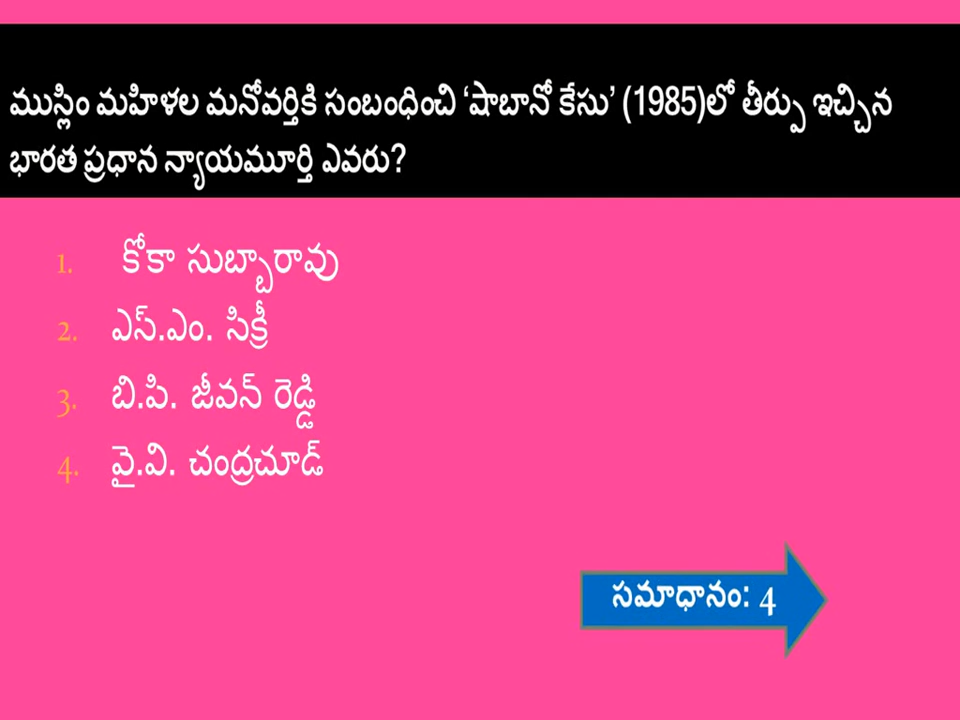 ముస్లిం మహిళల మనోవర్తికి సంబంధించి ‘షాబానో కేసు’ (1985)లో తీర్పు ఇచ్చిన
భారత ప్రధాన న్యాయమూర్తి ఎవరు?
1. కోకా సుబ్బారావు
2. ఎస్.ఎం. సిక్రీ
3. బి.పి. జీవన్ రెడ్డి
4. వై.వి. చంద్రచూడ్
సమాధానం: 4